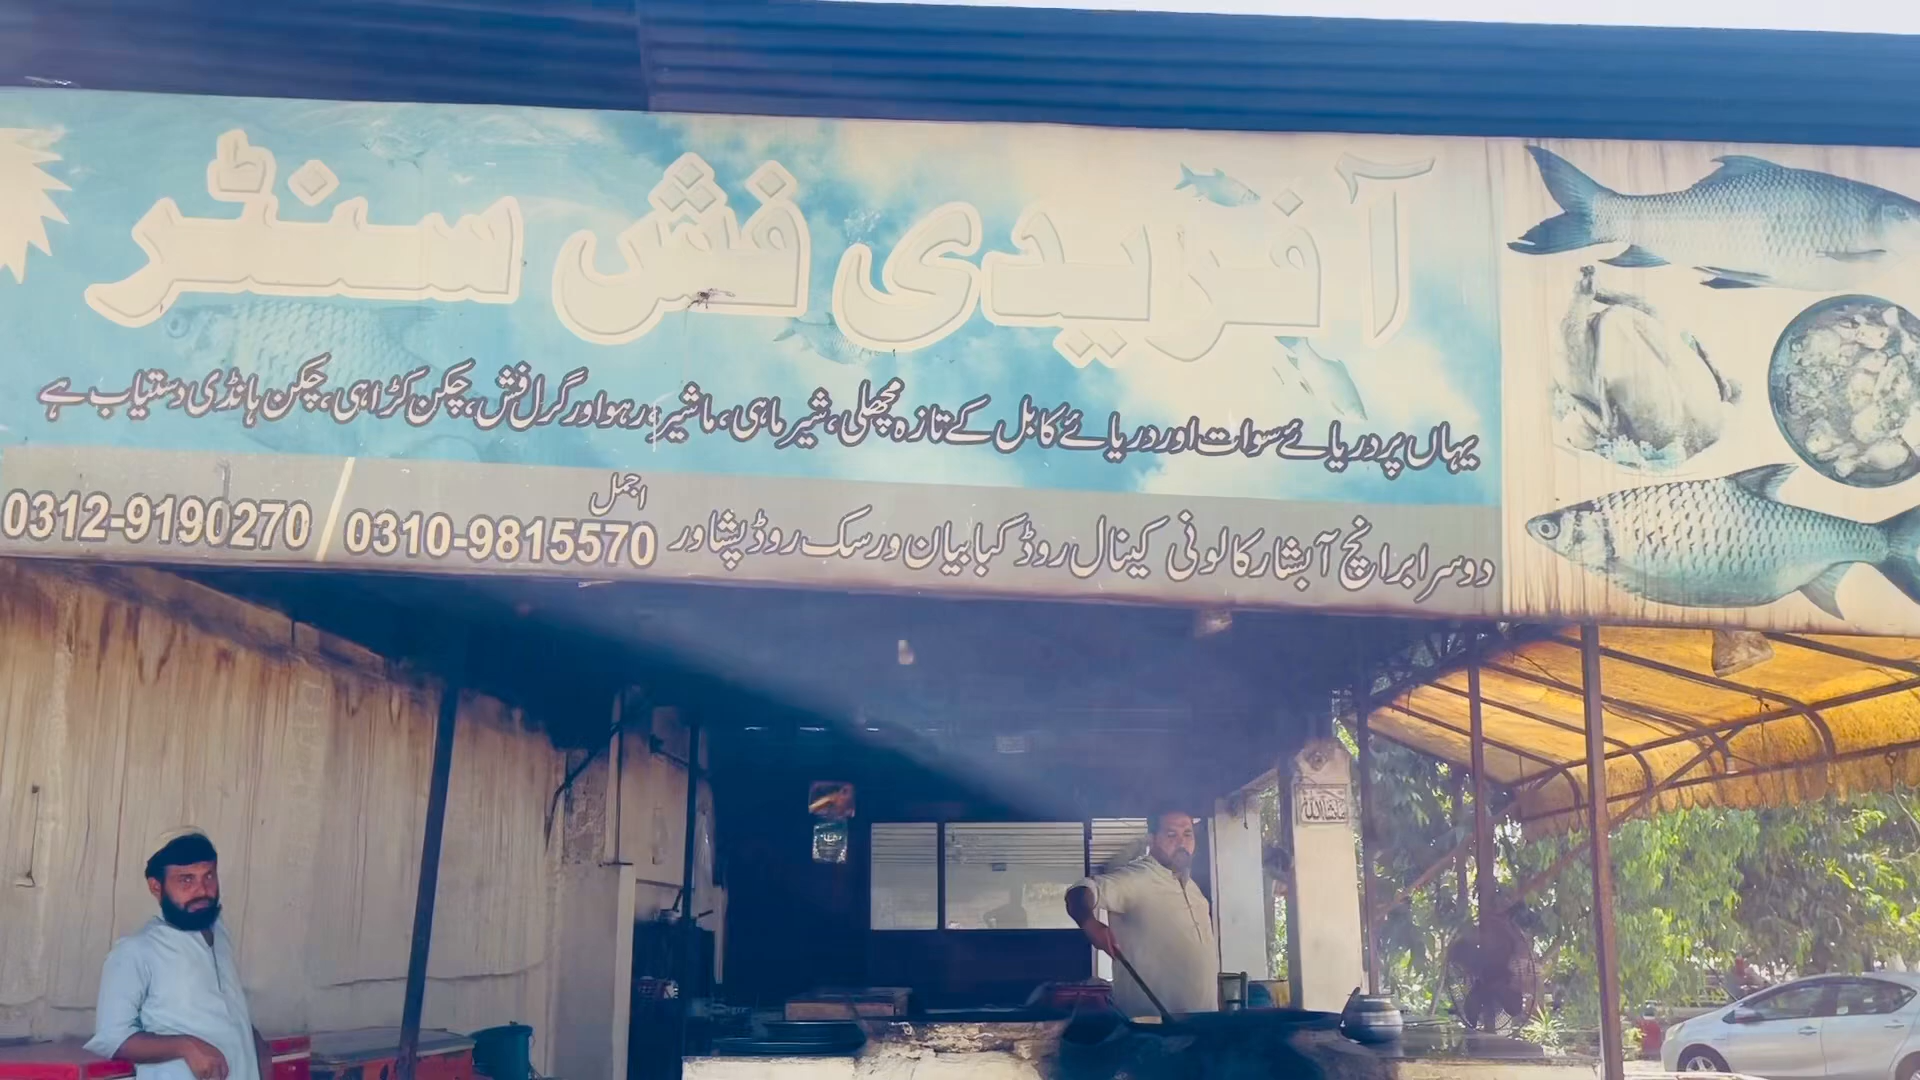 آفریدی فش سنٹر
یہاں پر دریائے سوات اور دریائے کابل کے تازہ مچھلی، شیر ماہی، ماشیر، رہو اور گرل فش، چکن کڑاہی، چکن ہانڈی دستیاب ہے
اجمل
دوسرا برانچ آبشار کالونی کینال روڈ کبابیان ورسک روڈ پشاور 0310-9815570 / 0312-9190270
ماشاءاللہ